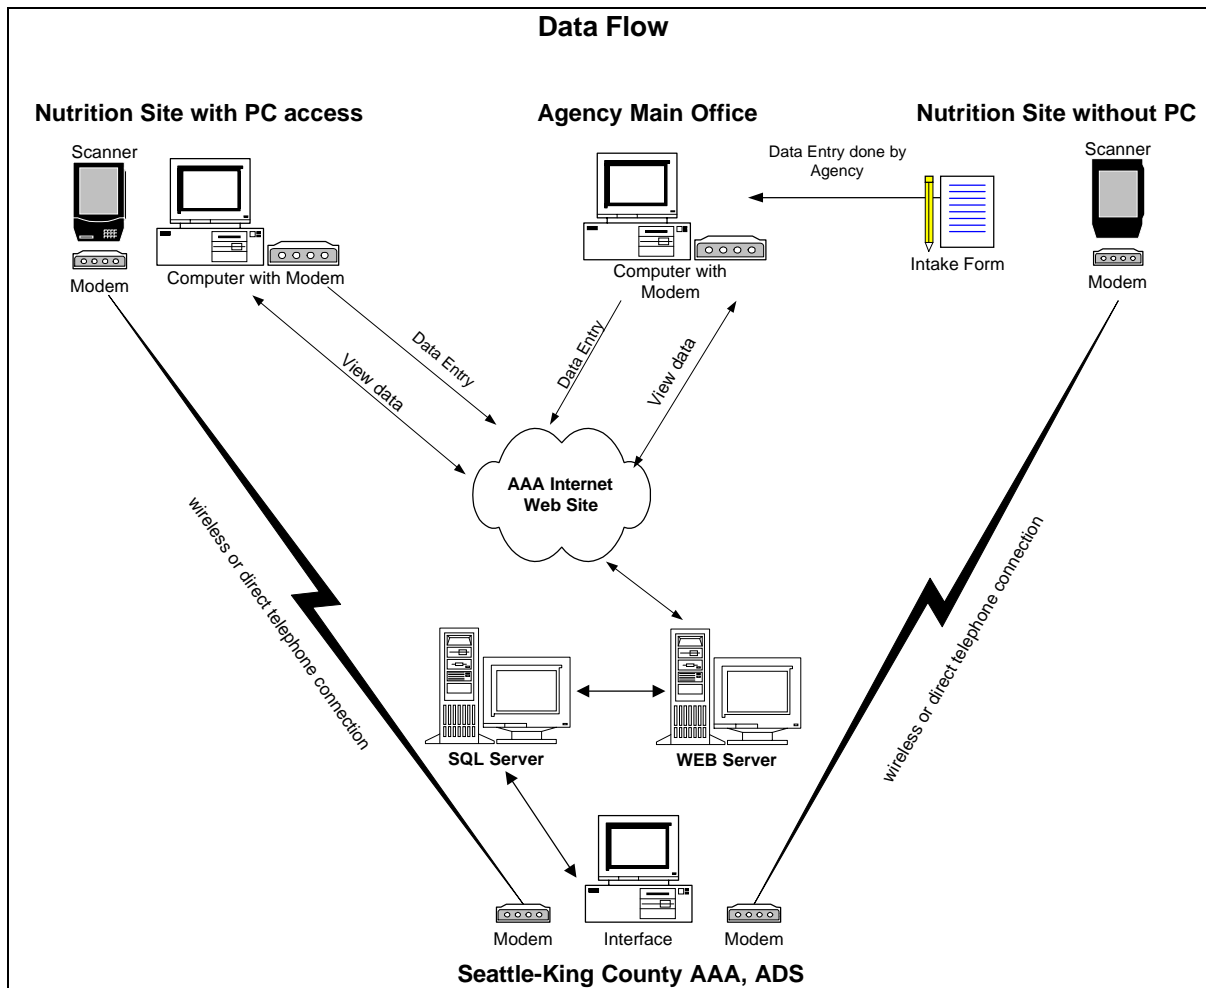 Data Flow
Nutrition Site with PC access
Agency Main Office
Nutrition Site without PC
Scanner
Data Entry done by
Agency
Scanner
Computer with Modem
Modem
Computer with
Modem
Intake Form
Modem
Data Entry
View data
Data Entry
View data
AAA Internet
Web Site
wireless or direct telephone connection
wireless or direct telephone connection
SQL Server
WEB Server
Modem
Interface
Modem
Seattle-King County AAA, ADS